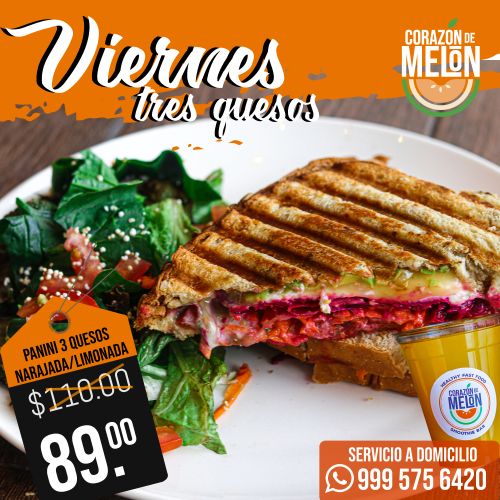 Viernes
tres quesos
CORAZÓN DE
MELÓN
PANINI 3 QUESOS
NARAJADA/LIMONADA
$110.00
89.00
HEALTHY FAST FOOD
CORAZÓN DE
MELÓN
SMOOTHIE BAR
SERVICIO A DOMICILIO
999 575 6420